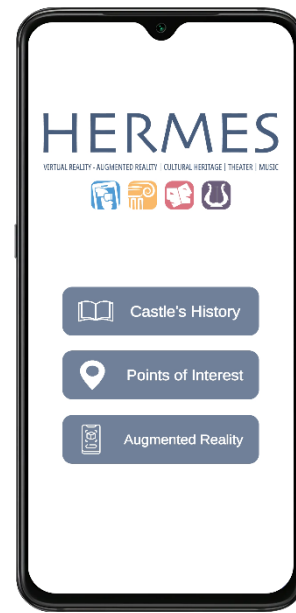 HERMES
VIRTUAL REALITY - AUGMENTED REALITY | CULTURAL HERITAGE | THEATER | MUSIC
Castle's History
Points of Interest
Augmented Reality